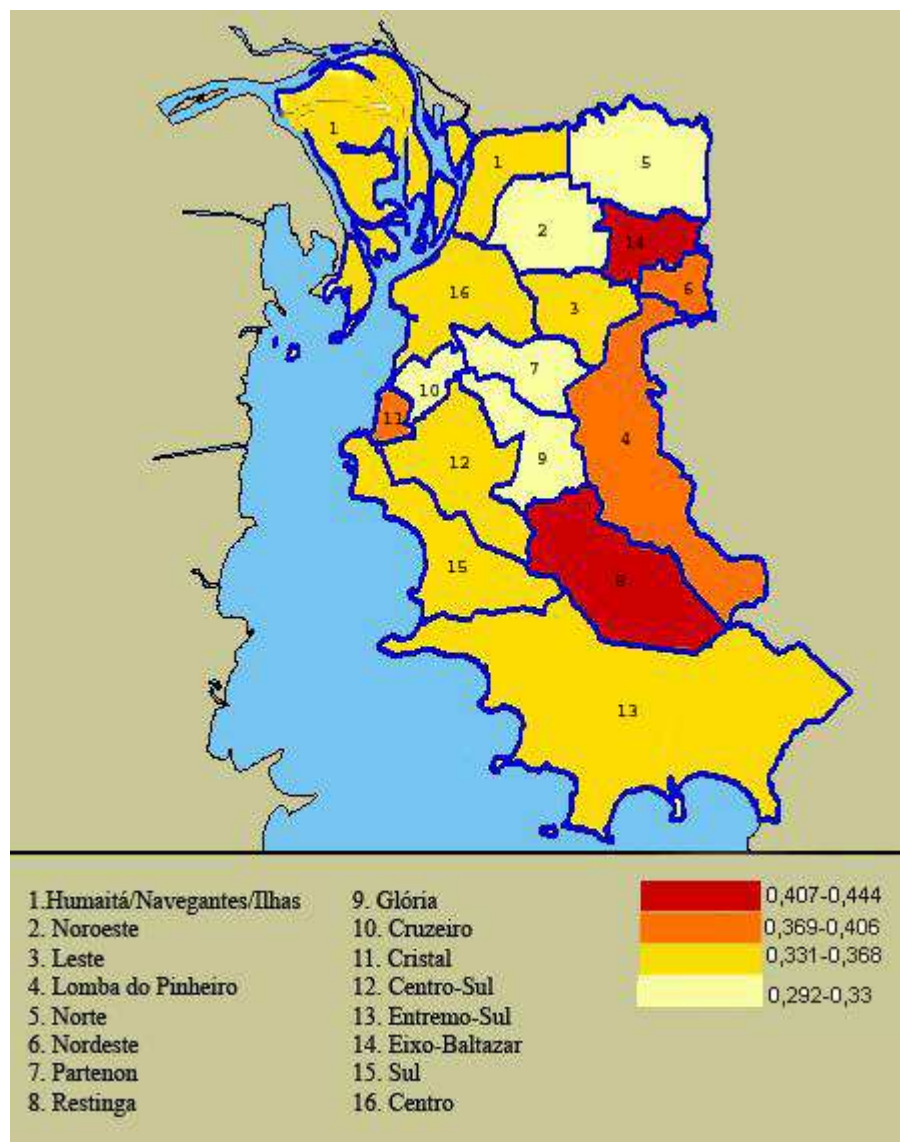 1
1
5
2
14
6
16
3
7
10
11
4
12
9
15
8
13
1.Humaitá/Navegantes/Ilhas
2. Noroeste
3. Leste
4. Lomba do Pinheiro
5. Norte
6. Nordeste
7. Partenon
8. Restinga
9. Glória
10. Cruzeiro
11. Cristal
12. Centro-Sul
13. Entremo-Sul
14. Eixo-Baltazar
15. Sul
16. Centro
0,407-0,444
0,369-0,406
0,331-0,368
0,292-0,33